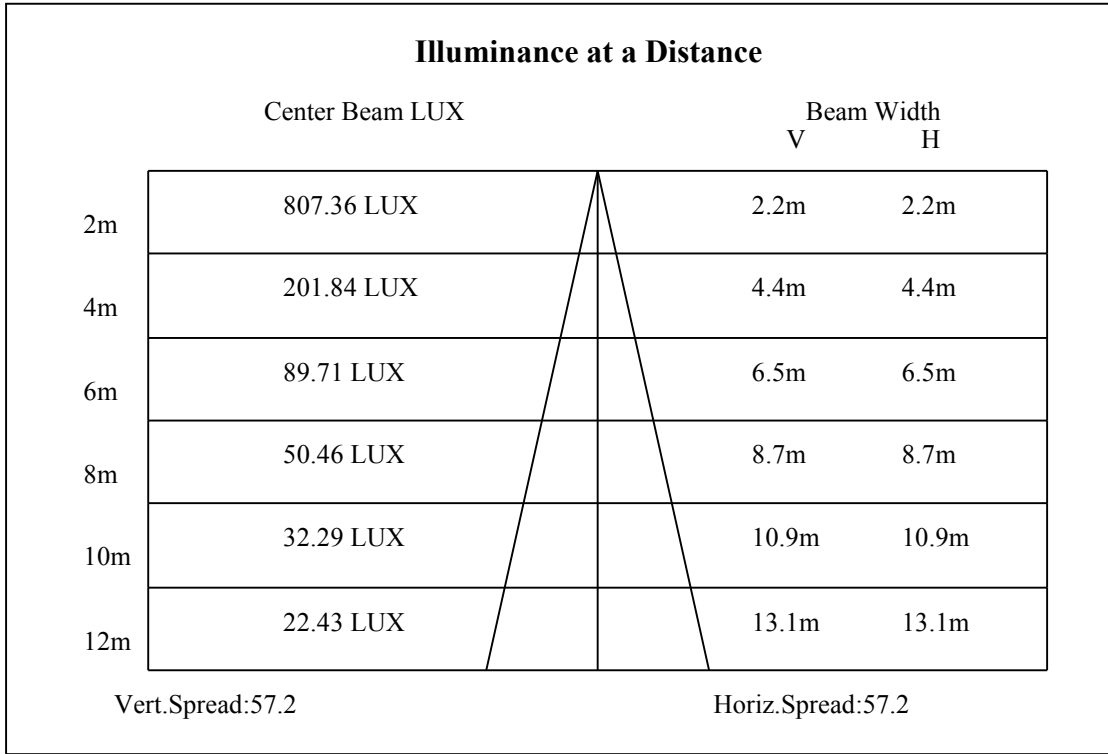 Illuminance at a Distance
Center Beam LUX Beam Width
V H
2m 807.36 LUX 2.2m 2.2m
4m 201.84 LUX 4.4m 4.4m
6m 89.71 LUX 6.5m 6.5m
8m 50.46 LUX 8.7m 8.7m
10m 32.29 LUX 10.9m 10.9m
12m 22.43 LUX 13.1m 13.1m
Vert.Spread:57.2 Horiz.Spread:57.2